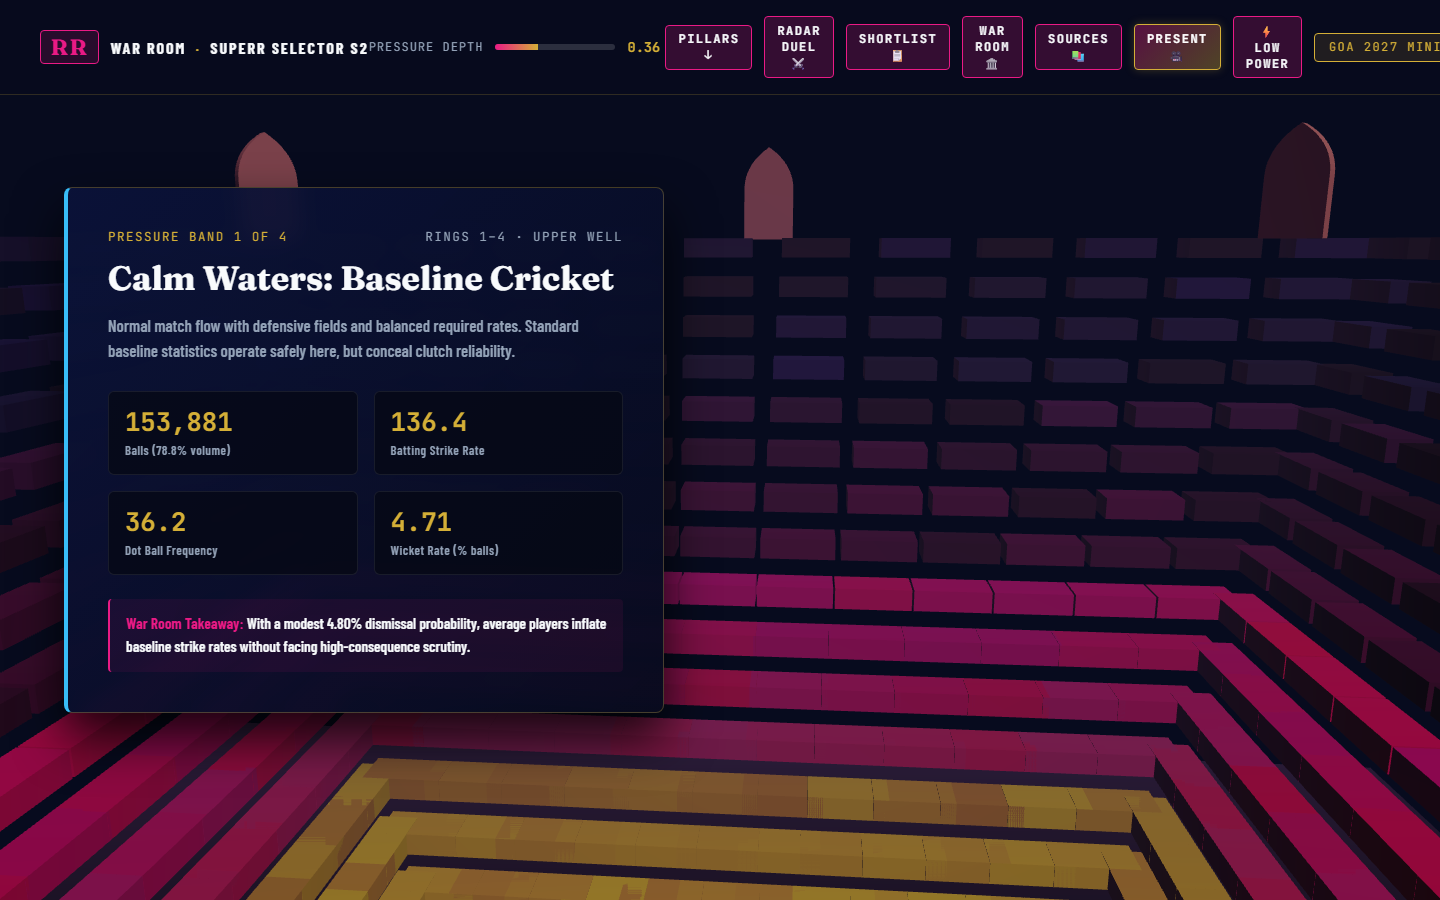 RR WAR ROOM · SUPERR SELECTOR S2 PRESSURE DEPTH 0.36
PILLARS
↓
RADAR
DUEL
⚔️
SHORTLIST
📋
WAR
ROOM
🏛️
SOURCES
📚
PRESENT
LOW
POWER
GOA 2027 MINI
PRESSURE BAND 1 OF 4
RINGS 1–4 · UPPER WELL
Calm Waters: Baseline Cricket
Normal match flow with defensive fields and balanced required rates. Standard
baseline statistics operate safely here, but conceal clutch reliability.
153,881
Balls (78.8% volume)
136.4
Batting Strike Rate
36.2
Dot Ball Frequency
4.71
Wicket Rate (% balls)
War Room Takeaway: With a modest 4.80% dismissal probability, average players inflate
baseline strike rates without facing high-consequence scrutiny.